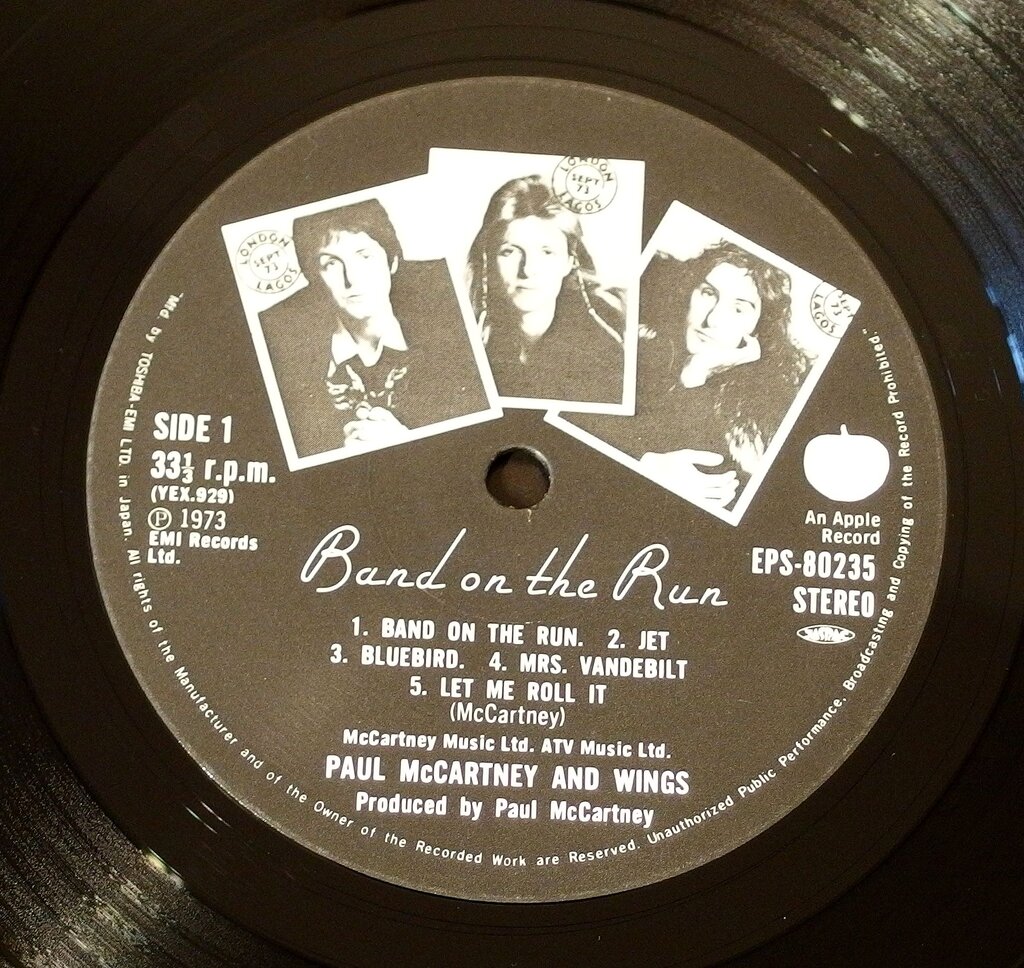 LONDON
SEPT
73
LAGOS
LONDON
SEPT
73
LAGOS
LAGOS
SIDE 1
33⅓ r.p.m.
(YEX.929)
Ⓟ 1973
EMI Records
Ltd.
An Apple
Record
EPS-80235
STEREO
Band on the Run
1. BAND ON THE RUN. 2. JET
3. BLUEBIRD. 4. MRS. VANDEBILT
5. LET ME ROLL IT
(McCartney)
McCartney Music Ltd. ATV Music Ltd.
PAUL McCARTNEY AND WINGS
Produced by Paul McCartney
"Mfd. by TOSHIBA-EMI LTD. in Japan. All rights of the Manufacturer and of the Owner of the Recorded Work are Reserved. Unauthorized Public Performance. Broadcasting and Copying of the Record Prohibited."